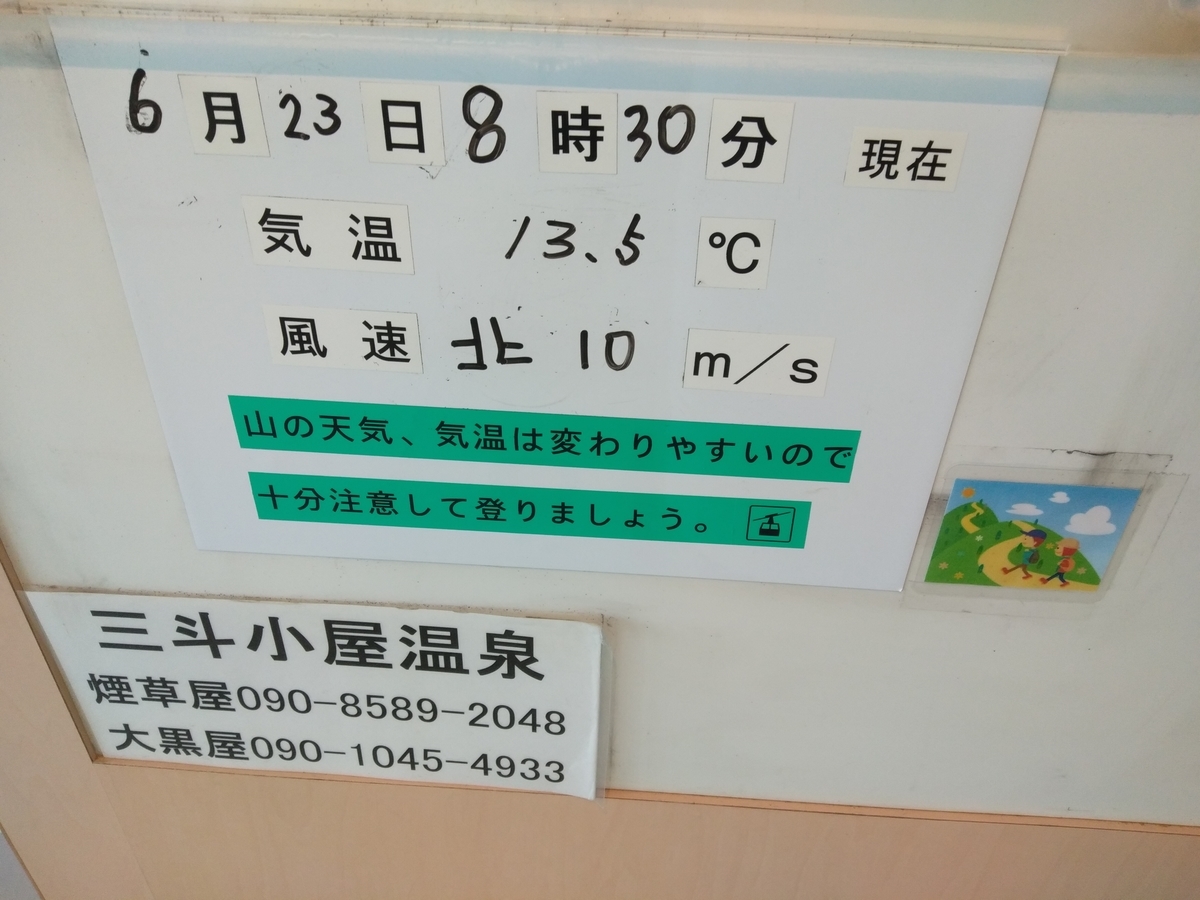 6月23日8時30分 現在
気温 13.5 ℃
風速 北 10 m/s
山の天気、気温は変わりやすいので
十分注意して登りましょう。
三斗小屋温泉
煙草屋090-8589-2048
大黒屋090-1045-4933